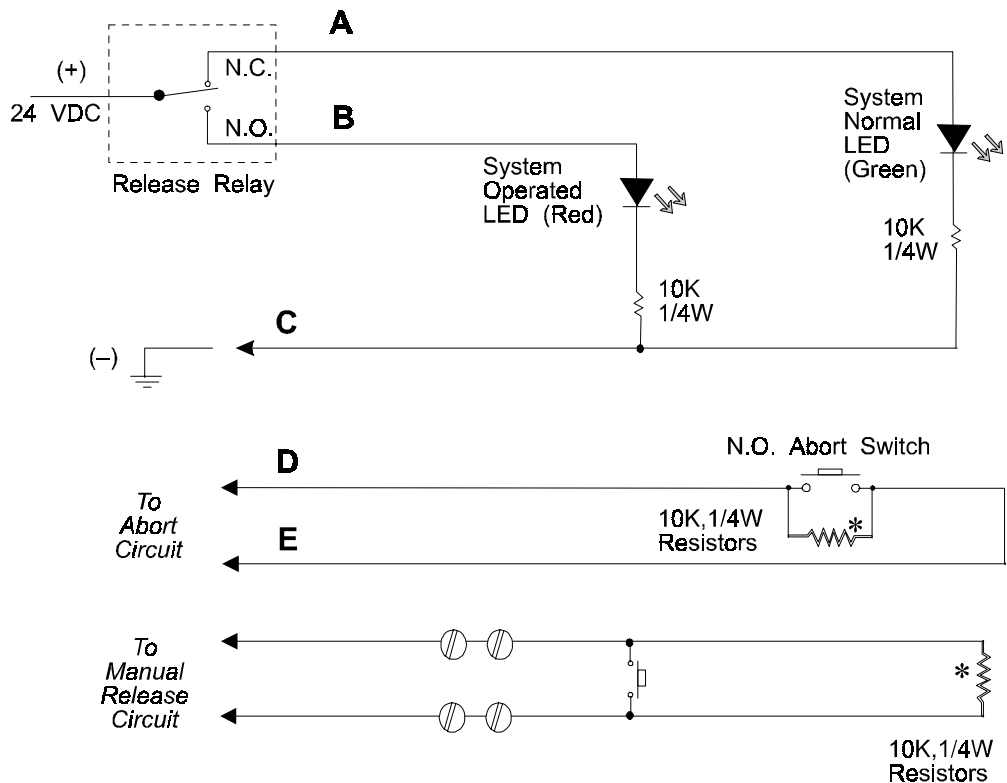 A
(+)
24 VDC
N.C.
N.O.
B
Release Relay
System
Normal
LED
(Green)
System
Operated
LED (Red)
10K
1/4W
10K
1/4W
C
(–)
N.O. Abort Switch
D
To
Abort
Circuit
10K,1/4W
Resistors
*
E
To
Manual
Release
Circuit
*
10K,1/4W
Resistors